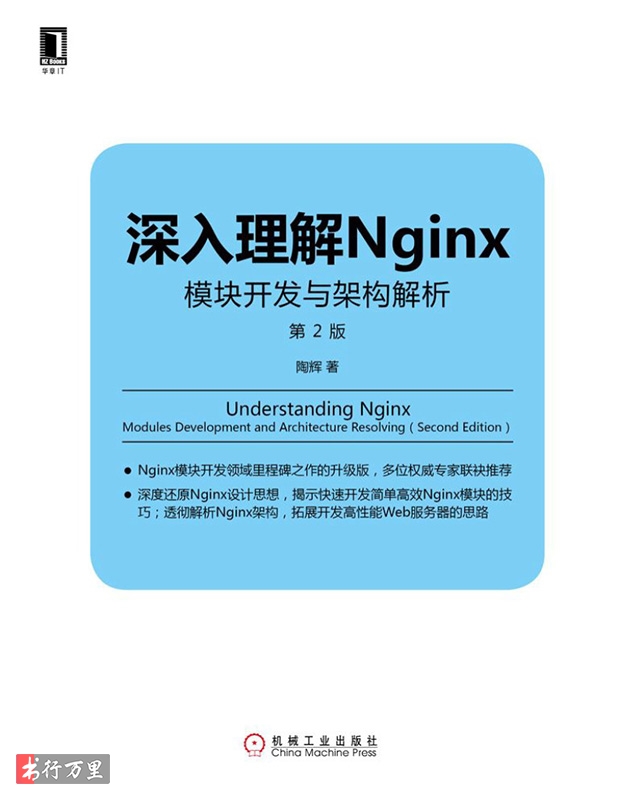 HZ Books
华章IT
深入理解Nginx
模块开发与架构解析
第 2 版
陶辉 著
Understanding Nginx
Modules Development and Architecture Resolving（Second Edition）
● Nginx模块开发领域里程碑之作的升级版，多位权威专家联袂推荐
● 深度还原Nginx设计思想，揭示快速开发简单高效Nginx模块的技
巧；透彻解析Nginx架构，拓展开发高性能Web服务器的思路
机械工业出版社
China Machine Press
书行万里